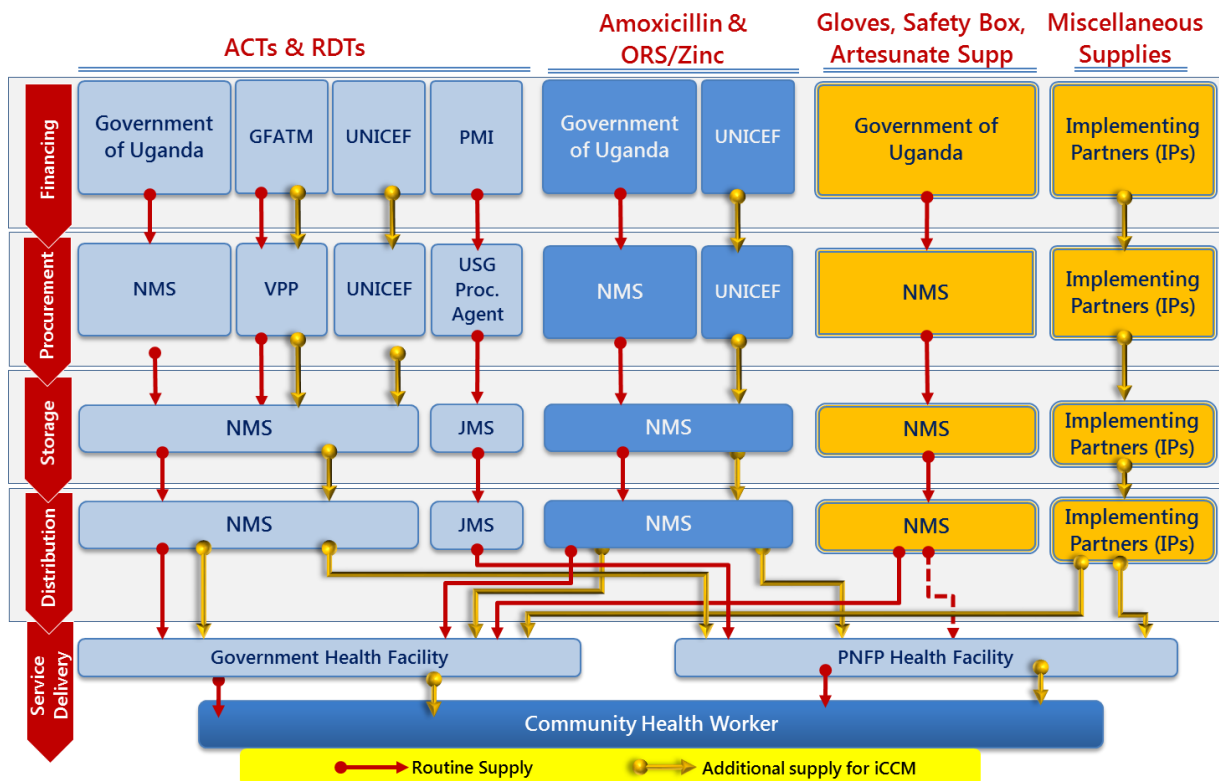 ACTs & RDTs
Amoxicillin &
ORS/Zinc
Gloves, Safety Box,
Artesunate Supp
Miscellaneous
Supplies
Financing
Government
of Uganda
GFATM
UNICEF
PMI
Government
of Uganda
UNICEF
Government of
Uganda
Implementing
Partners (IPs)
Procurement
NMS
VPP
UNICEF
USG
Proc.
Agent
NMS
UNICEF
NMS
Implementing
Partners (IPs)
Storage
NMS
JMS
NMS
NMS
Implementing
Partners (IPs)
Distribution
NMS
JMS
NMS
NMS
Implementing
Partners (IPs)
Service
Delivery
Government Health Facility
PNFP Health Facility
Community Health Worker
Routine Supply
Additional supply for iCCM